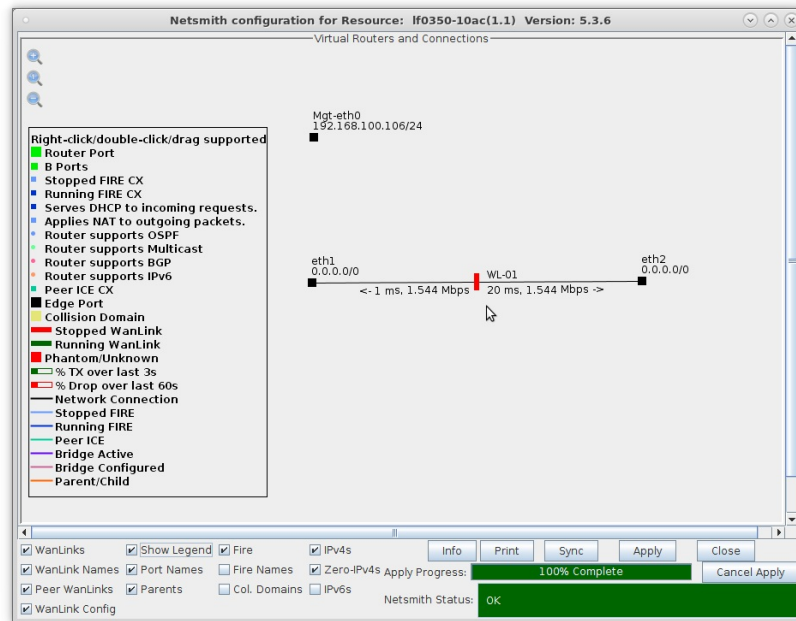 Netsmith configuration for Resource: lf0350-10ac(1.1) Version: 5.3.6
Virtual Routers and Connections
Mgt-eth0
192.168.100.106/24
Right-click/double-click/drag supported
Router Port
B Ports
Stopped FIRE CX
Running FIRE CX
Serves DHCP to incoming requests.
Applies NAT to outgoing packets.
Router supports OSPF
Router supports Multicast
Router supports BGP
Router supports IPv6
Peer ICE CX
Edge Port
Collision Domain
Stopped WanLink
Running WanLink
Phantom/Unknown
% TX over last 3s
% Drop over last 60s
Network Connection
Stopped FIRE
Running FIRE
Peer ICE
Bridge Active
Bridge Configured
Parent/Child
eth1
0.0.0.0/0
WL-01
eth2
0.0.0.0/0
<- 1 ms, 1.544 Mbps 20 ms, 1.544 Mbps ->
WanLinks Show Legend Fire IPv4s Info Print Sync Apply Close
WanLink Names Port Names Fire Names Zero-IPv4s Apply Progress: 100% Complete Cancel Apply
Peer WanLinks Parents Col. Domains IPv6s
WanLink Config Netsmith Status: OK